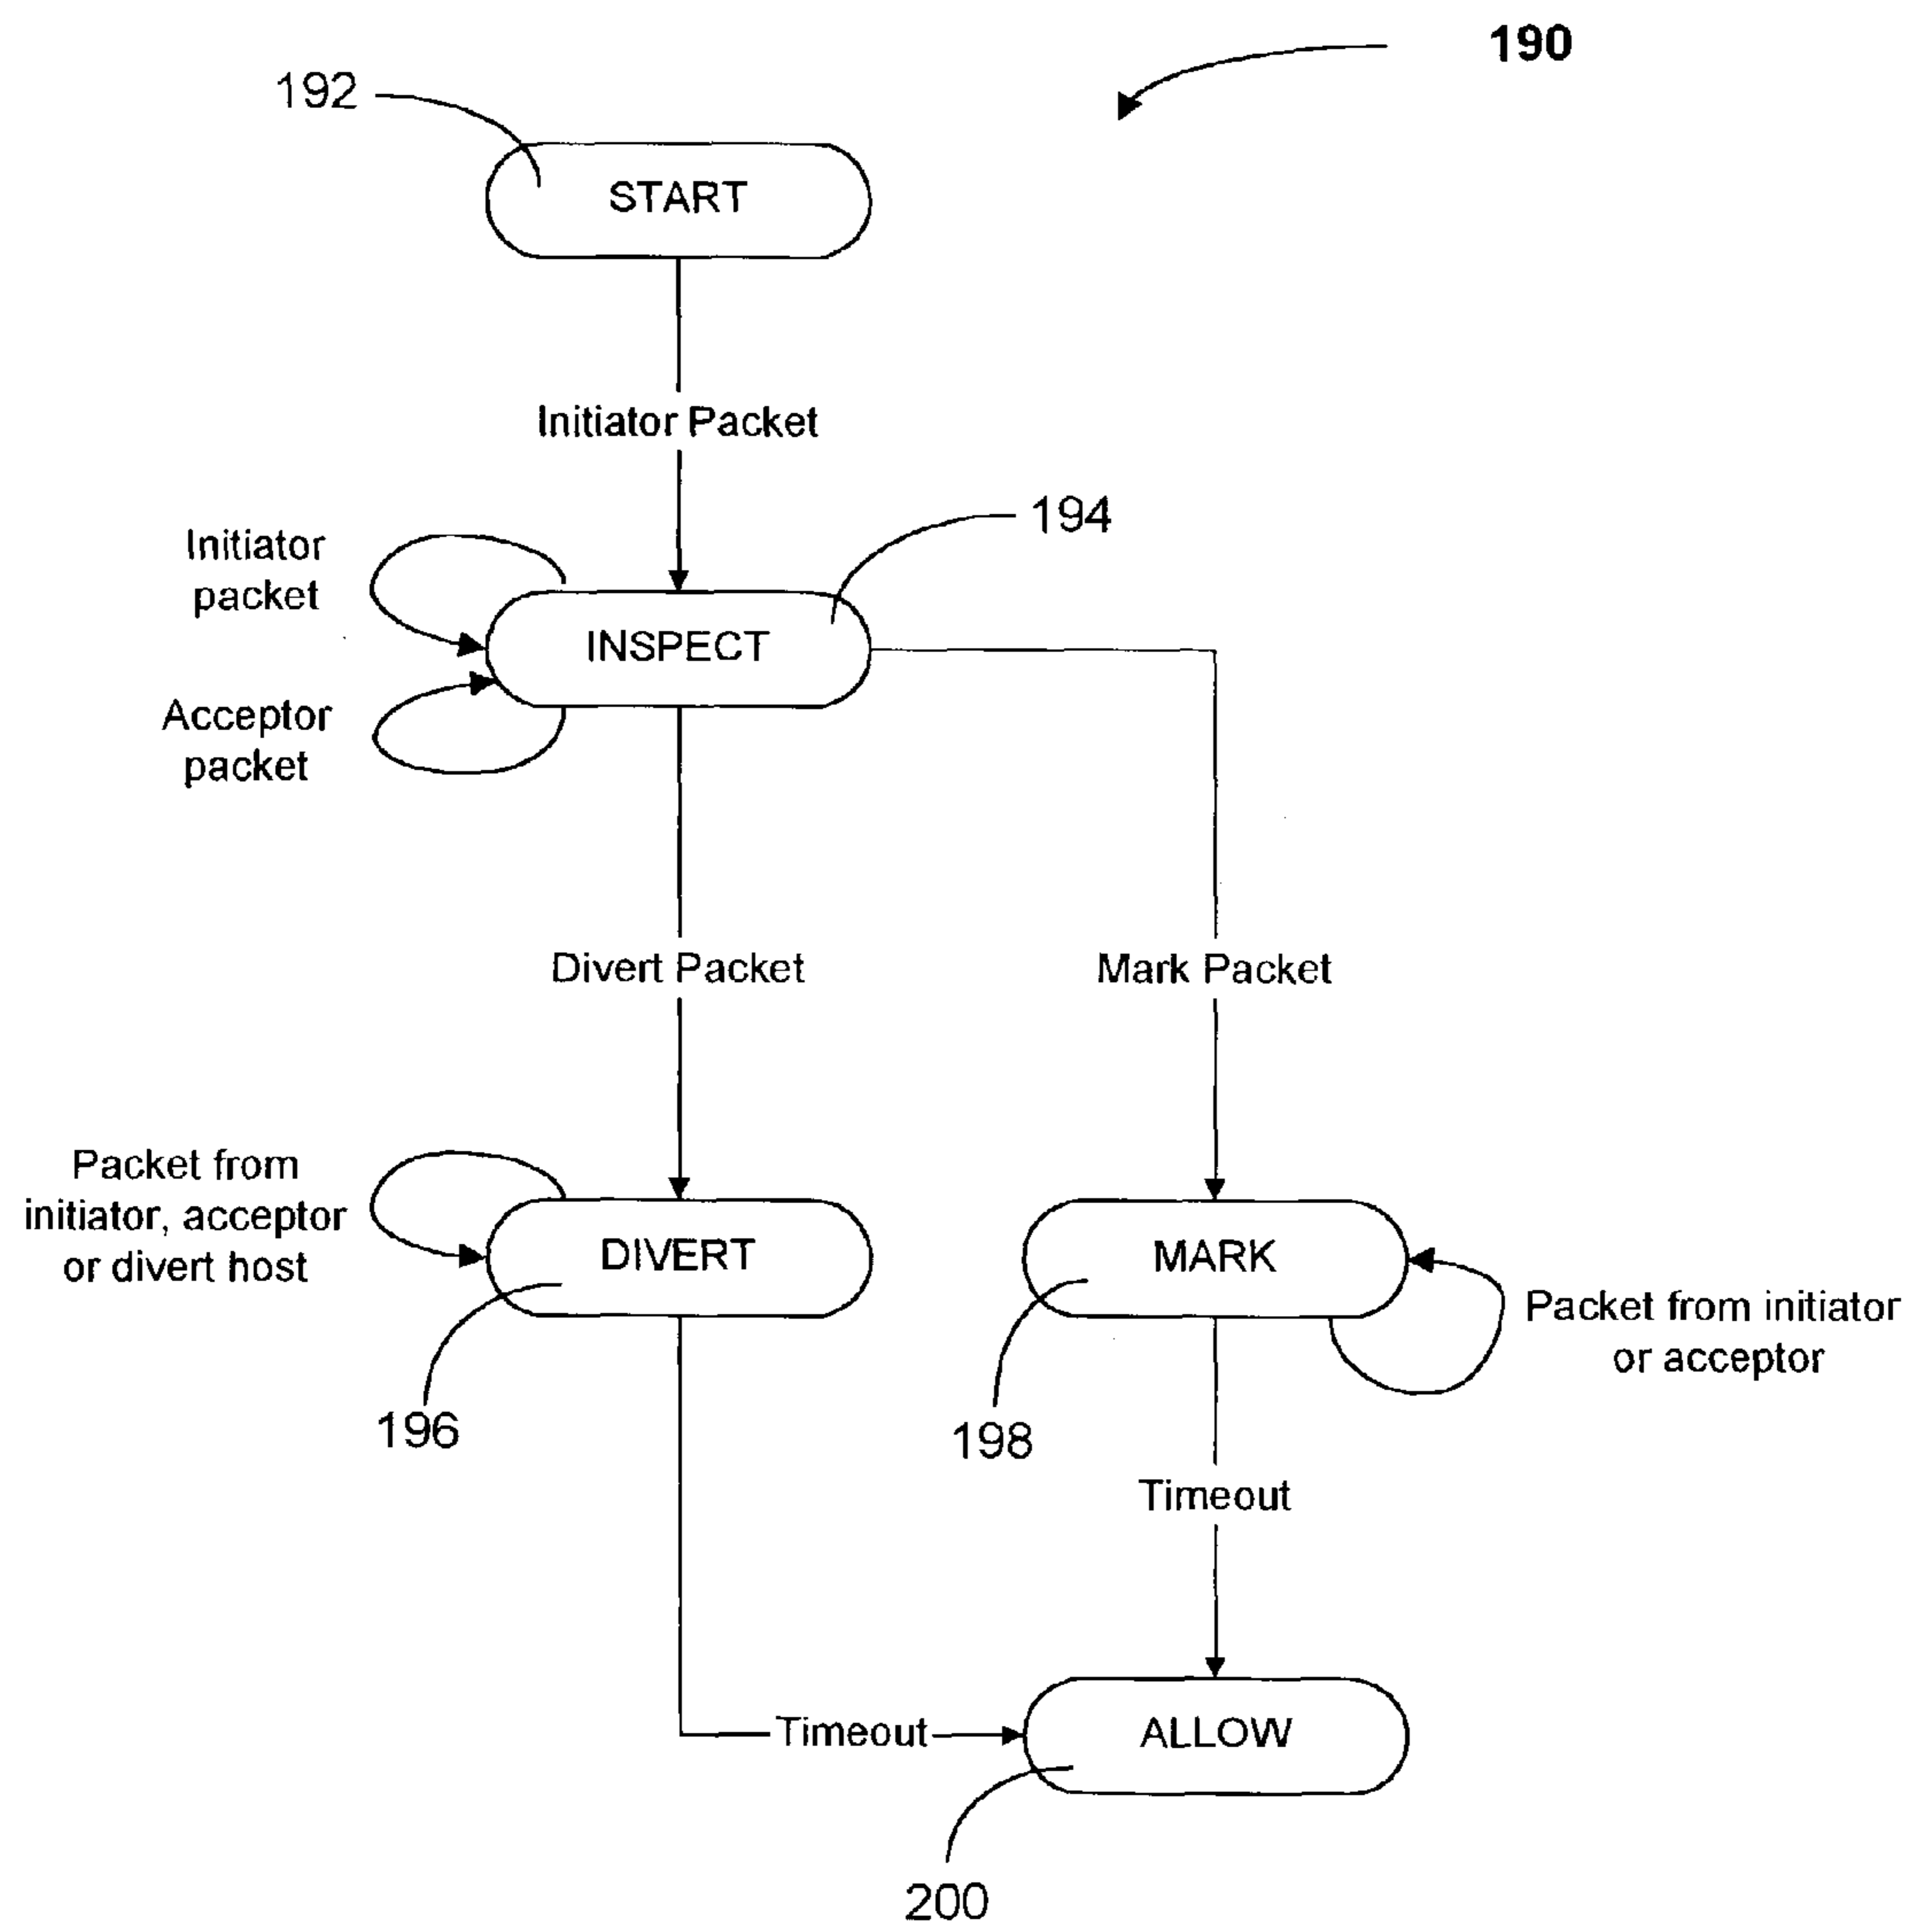 190
192
START
Initiator Packet
194
Initiator
packet
INSPECT
Acceptor
packet
Divert Packet
Mark Packet
Packet from
initiator, acceptor
or divert host
DIVERT
MARK
Packet from initiator
or acceptor
196
198
Timeout
Timeout
ALLOW
200